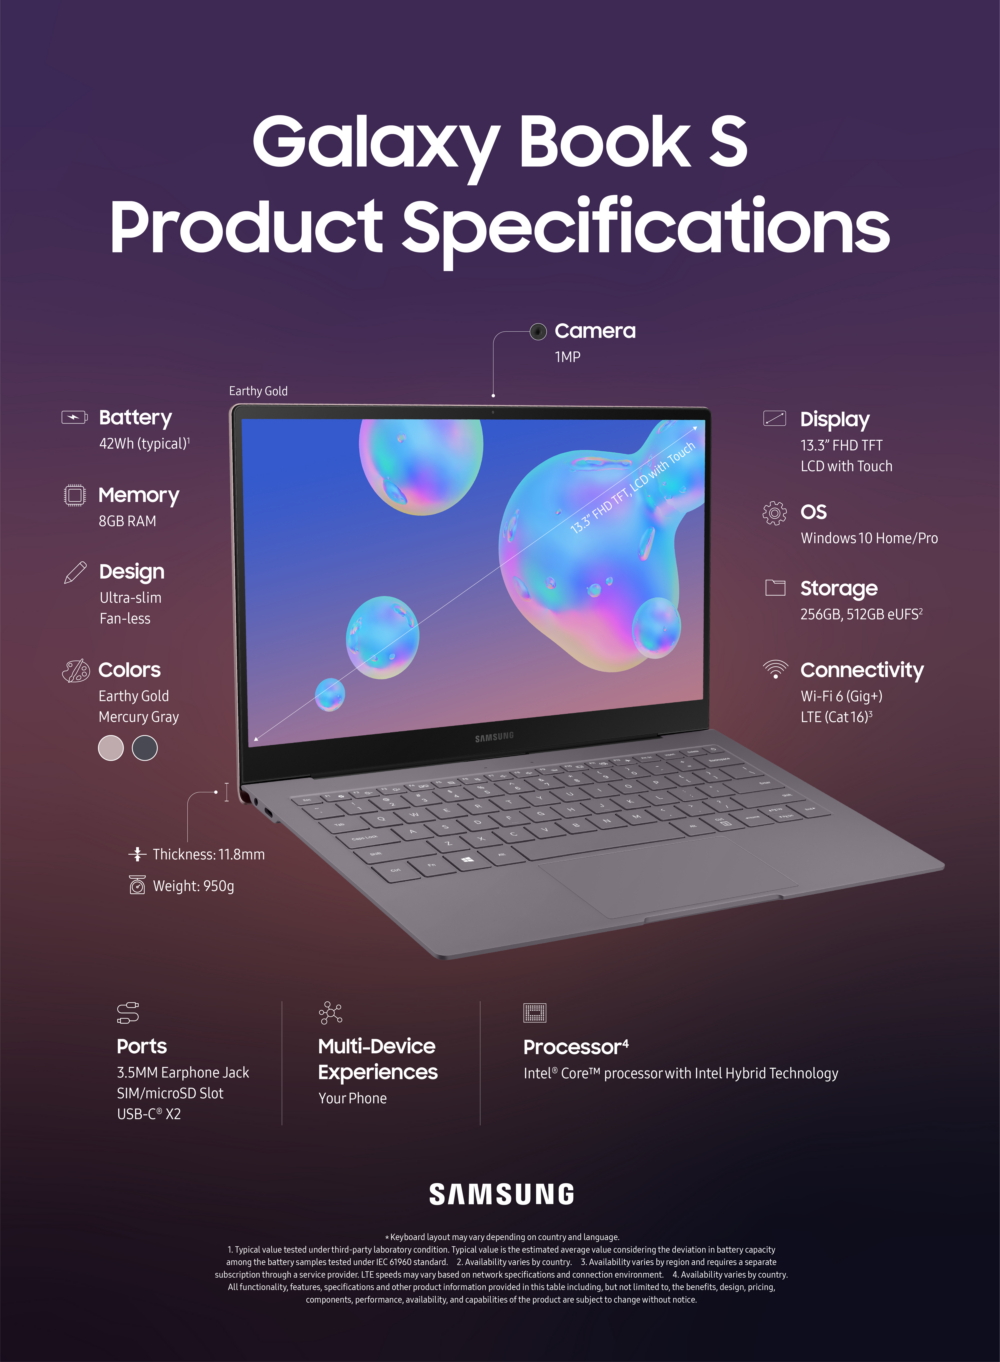 Galaxy Book S
Product Specifications
Camera
1MP
Earthy Gold
Battery
42Wh (typical)¹
Memory
8GB RAM
Design
Ultra-slim
Fan-less
Colors
Earthy Gold
Mercury Gray
13.3" FHD TFT, LCD with Touch
SAMSUNG
Display
13.3" FHD TFT
LCD with Touch
OS
Windows 10 Home/Pro
Storage
256GB, 512GB eUFS²
Connectivity
Wi-Fi 6 (Gig+)
LTE (Cat 16)³
Thickness: 11.8mm
Weight: 950g
Ports
3.5MM Earphone Jack
SIM/microSD Slot
USB-C® X2
Multi-Device
Experiences
Your Phone
Processor⁴
Intel® Core™ processor with Intel Hybrid Technology
SAMSUNG
* Keyboard layout may vary depending on country and language.
1. Typical value tested under third-party laboratory condition. Typical value is the estimated average value considering the deviation in battery capacity
among the battery samples tested under IEC 61960 standard. 2. Availability varies by country. 3. Availability varies by region and requires a separate
subscription through a service provider. LTE speeds may vary based on network specifications and connection environment. 4. Availability varies by country.
All functionality, features, specifications and other product information provided in this table including, but not limited to, the benefits, design, pricing,
components, performance, availability, and capabilities of the product are subject to change without notice.